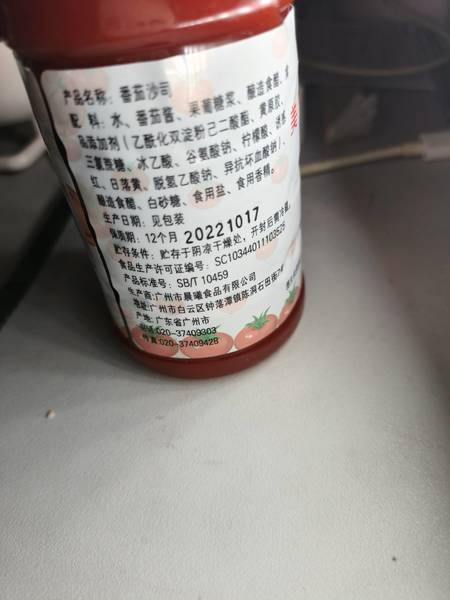 产品名称：番茄沙司
配 料：水、番茄酱、果葡糖浆、酿造食醋、食
品添加剂（乙酰化双淀粉己二酸酯、黄原胶、
三氯蔗糖、冰乙酸、谷氨酸钠、柠檬酸、诱惑
红、日落黄、脱氢乙酸钠、异抗坏血酸钠）、
酿造食醋、白砂糖、食用盐、食用香精。
生产日期：见包装
保质期：12个月 20221017
贮存条件：贮存于阴凉干燥处，开封后需冷藏。
食品生产许可证编号：SC10344011103525
产品标准号：SB/T 10459
生产商：广州市晨曦食品有限公司
地址：广州市白云区钟落潭镇陈洞石田街
产地：广东省广州市
电话：020-37409303
传真：020-37409428
美